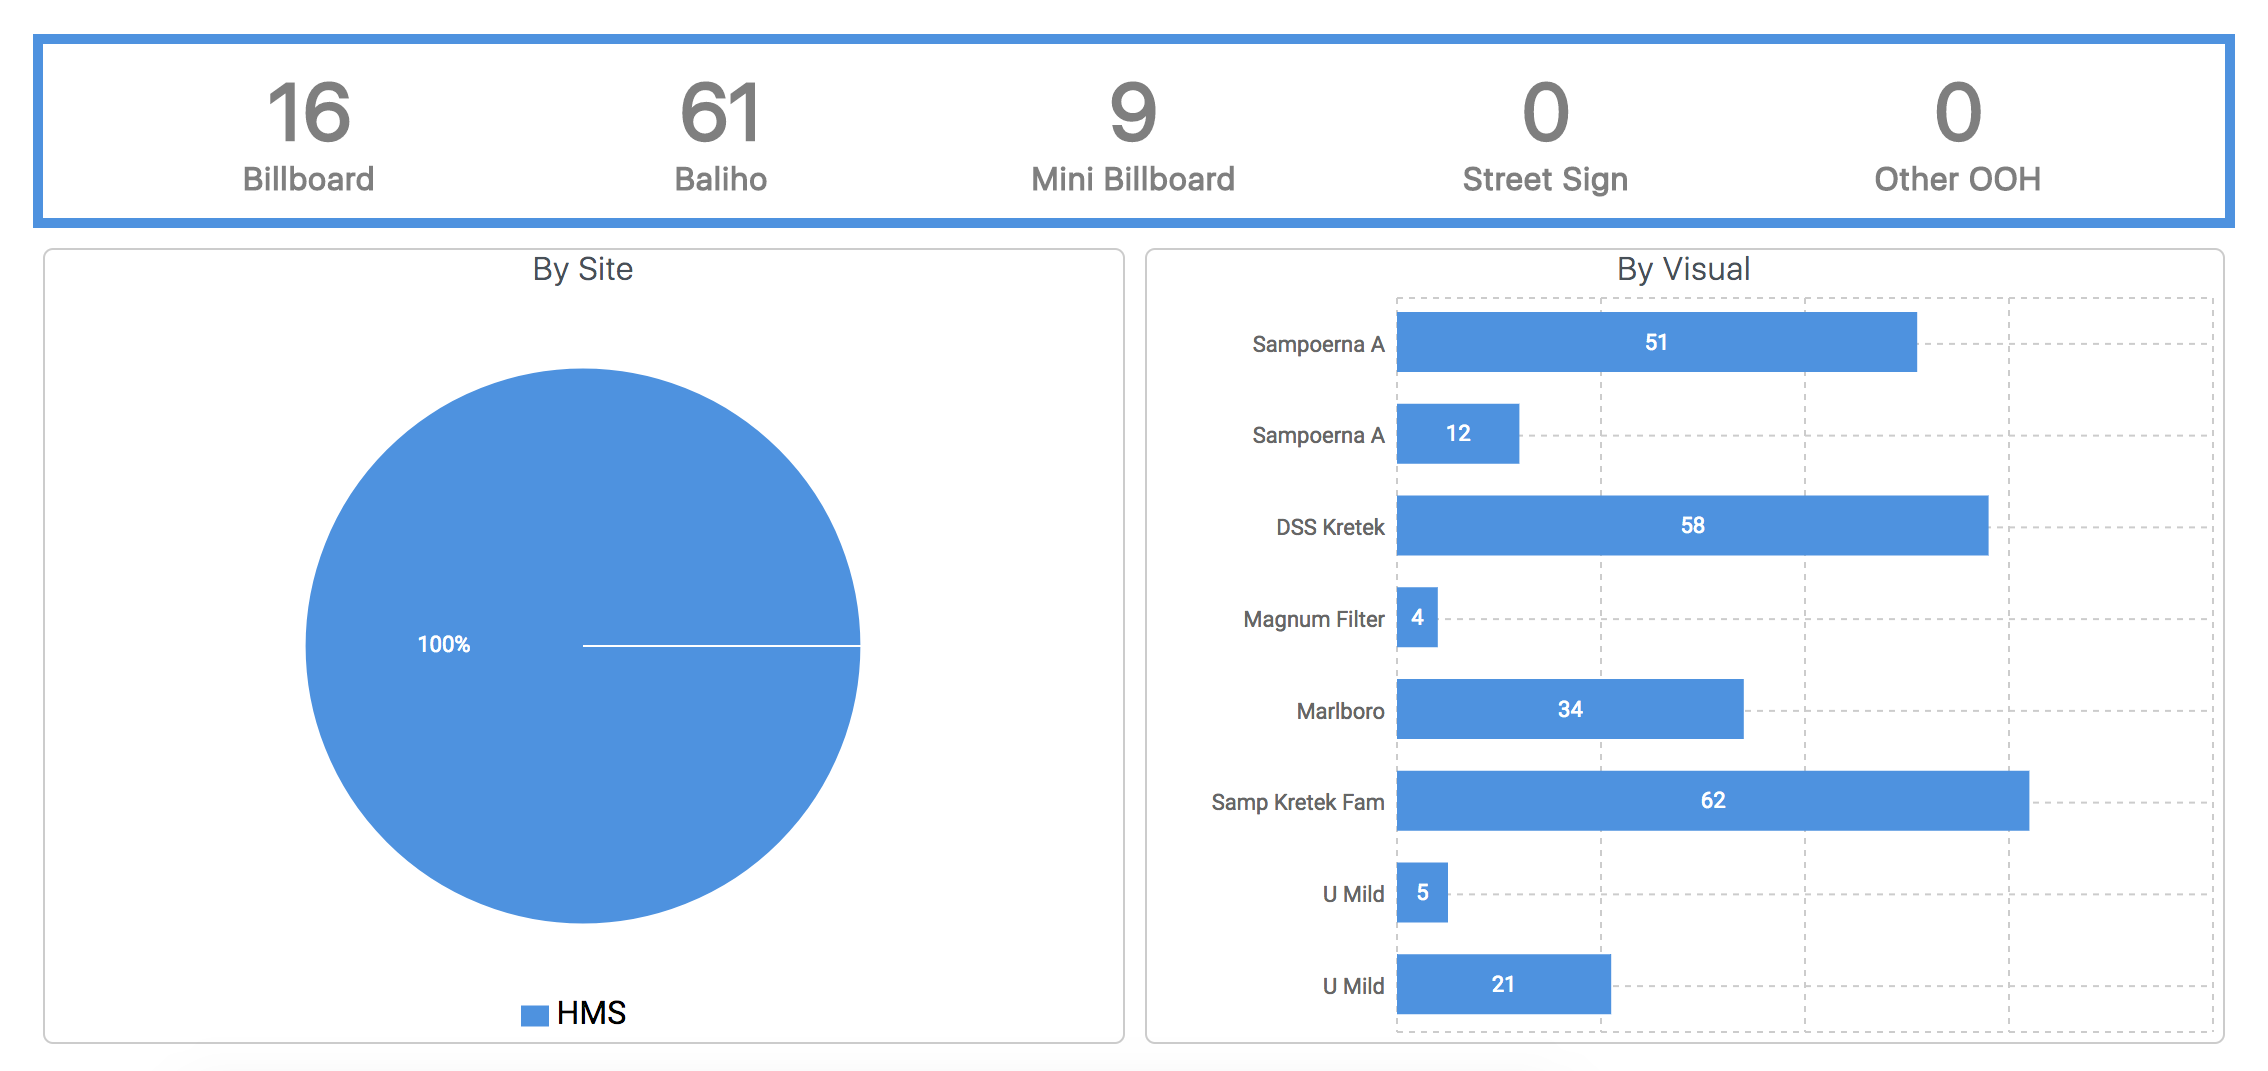 16
Billboard
61
Baliho
9
Mini Billboard
0
Street Sign
0
Other OOH
By Site
100%
HMS
By Visual
Sampoerna A
51
Sampoerna A
12
DSS Kretek
58
Magnum Filter
4
Marlboro
34
Samp Kretek Fam
62
U Mild
5
U Mild
21